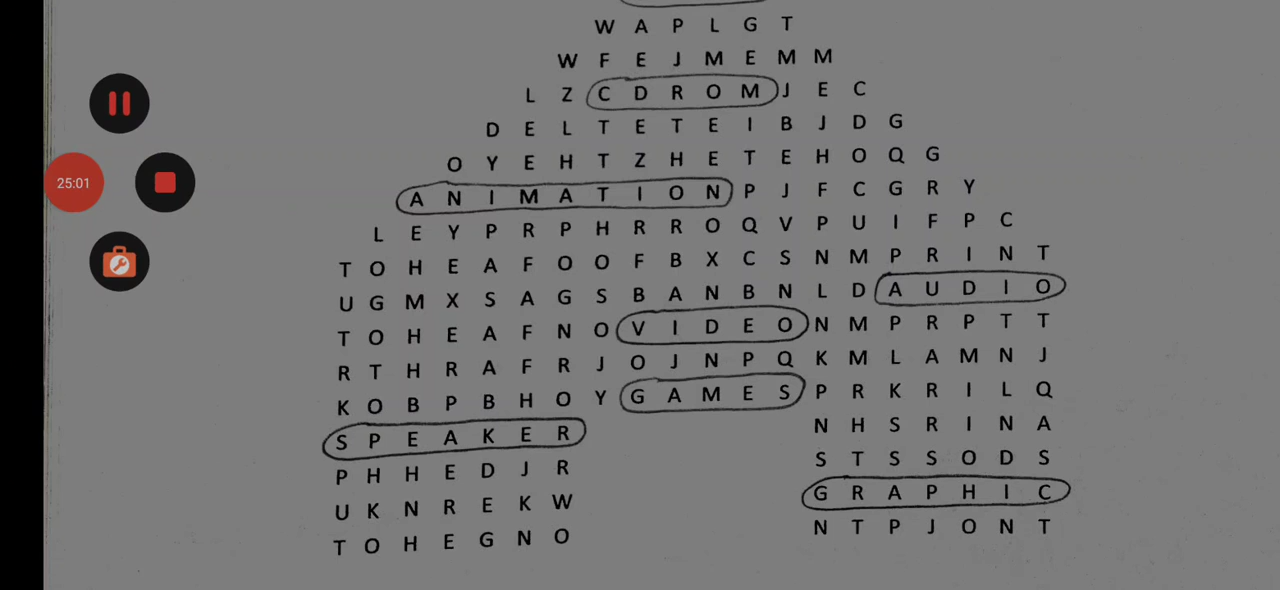 W A P L G T
W F E J M E M M
L Z C D R O M J E C
D E L T E T E I B J D G
O Y E H T Z H E T E H O Q G
A N I M A T I O N P J F C G R Y
L E Y P R P H R R O Q V P U I F P C
T O H E A F O O F B X C S N M P R I N T
U G M X S A G S B A N B N L D A U D I O
T O H E A F N O V I D E O N M P R P T T
R T H R A F R J O J N P Q K M L A M N J
K O B P B H O Y G A M E S P R K R I L Q
S P E A K E R N H S R I N A
P H H E D J R S T S S O D S
U K N R E K W G R A P H I C
T O H E G N O N T P J O N T
25:01